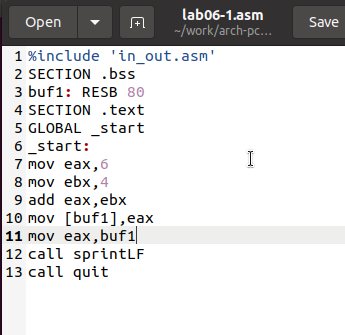 Open lab06-1.asm Save
~/work/arch-pc...
1 %include 'in_out.asm'
2 SECTION .bss
3 buf1: RESB 80
4 SECTION .text
5 GLOBAL _start
6 _start:
7 mov eax,6
8 mov ebx,4
9 add eax,ebx
10 mov [buf1],eax
11 mov eax,buf1
12 call sprintLF
13 call quit